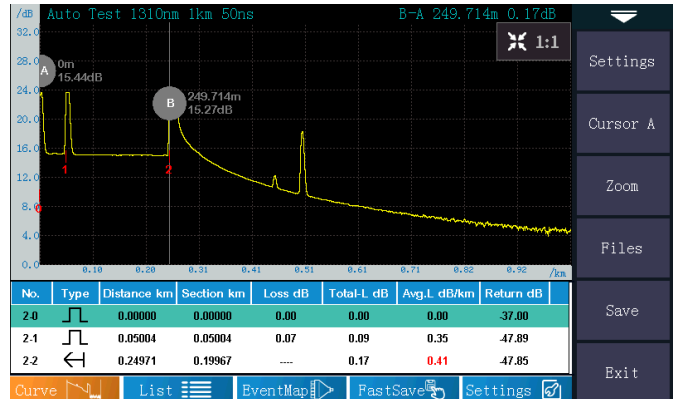 /dB Auto Test 1310nm 1km 50ns B-A 249.714m 0.17dB
32.0
1:1
28.0
A 0m
15.44dB
Settings
24.0
B 249.714m
15.27dB
20.0
Cursor A
16.0
1 2
12.0
Zoom
8.0
0
4.0
Files
0.0
0.10 0.20 0.31 0.41 0.51 0.61 0.71 0.82 0.92 /km
No. Type Distance km Section km Loss dB Total-L dB Avg.L dB/km Return dB
2-0 0.00000 0.00000 0.00 0.00 0.00 -37.00
Save
2-1 0.05004 0.05004 0.07 0.09 0.35 -47.89
2-2 0.24971 0.19967 ---- 0.17 0.41 -47.85
Exit
Curve List EventMap FastSave Settings